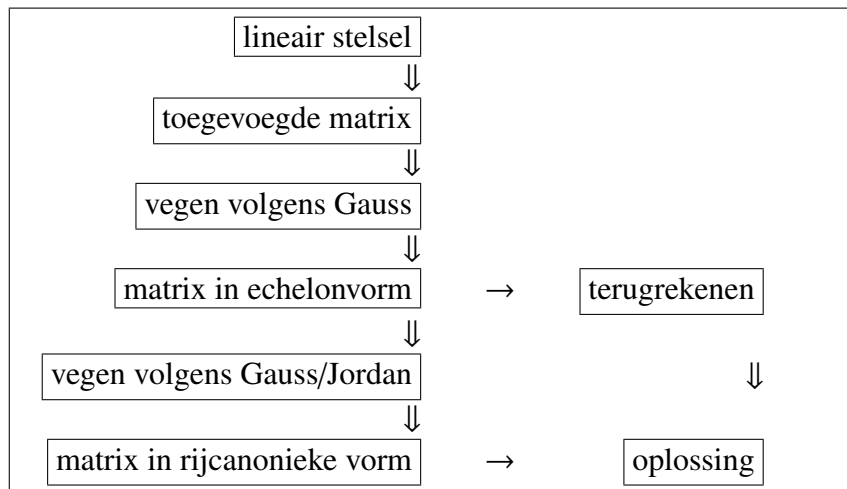 lineair stelsel
⇓
toegevoegde matrix
⇓
vegen volgens Gauss
⇓
matrix in echelonvorm → terugrekenen
⇓
vegen volgens Gauss/Jordan ⇓
⇓
matrix in rijcanonieke vorm → oplossing